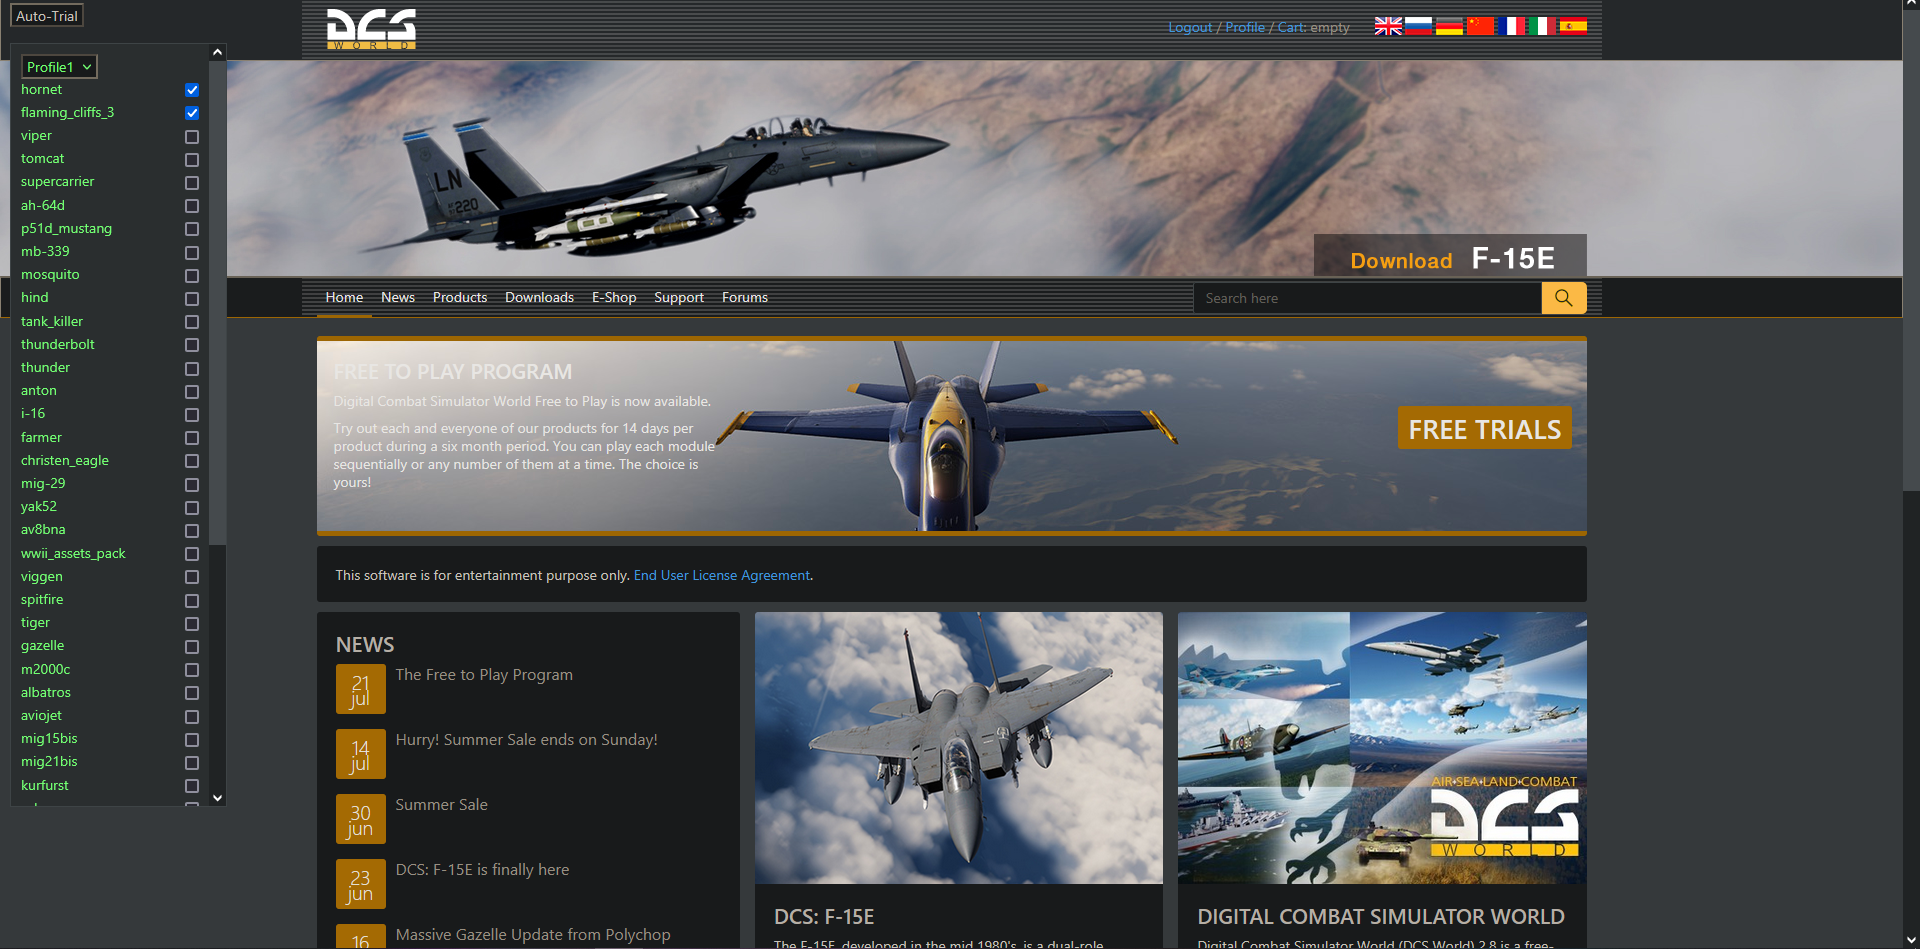 Auto-Trial
Profile1
hornet
flaming_cliffs_3
viper
tomcat
supercarrier
ah-64d
p51d_mustang
mb-339
mosquito
hind
tank_killer
thunderbolt
thunder
anton
i-16
farmer
christen_eagle
mig-29
yak52
av8bna
wwii_assets_pack
viggen
spitfire
tiger
gazelle
m2000c
albatros
aviojet
mig15bis
mig21bis
kurfurst
DCS
WORLD
Logout / Profile / Cart: empty
LN
220
Download F-15E
Home News Products Downloads E-Shop Support Forums
Search here
FREE TO PLAY PROGRAM
Digital Combat Simulator World Free to Play is now available.
Try out each and everyone of our products for 14 days per
product during a six month period. You can play each module
sequentially or any number of them at a time. The choice is
yours!
FREE TRIALS
This software is for entertainment purpose only. End User License Agreement.
NEWS
21
jul
The Free to Play Program
14
jul
Hurry! Summer Sale ends on Sunday!
30
jun
Summer Sale
23
jun
DCS: F-15E is finally here
16
Massive Gazelle Update from Polychop
DCS: F-15E
The F-15E, developed in the mid 1980's, is a dual-role
AIR•SEA•LAND•COMBAT
DCS
WORLD
DIGITAL COMBAT SIMULATOR WORLD
Digital Combat Simulator World (DCS World) 2.8 is a free-